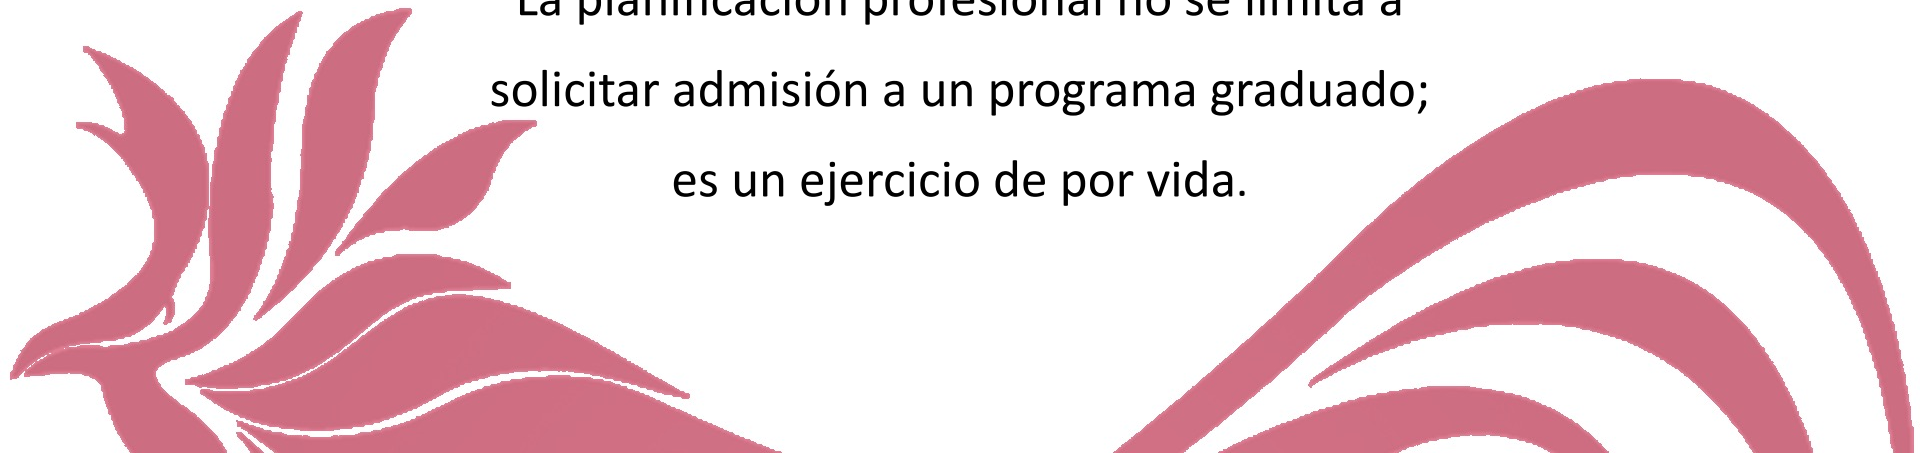 La planificación profesional no se limita a
solicitar admisión a un programa graduado;
es un ejercicio de por vida.